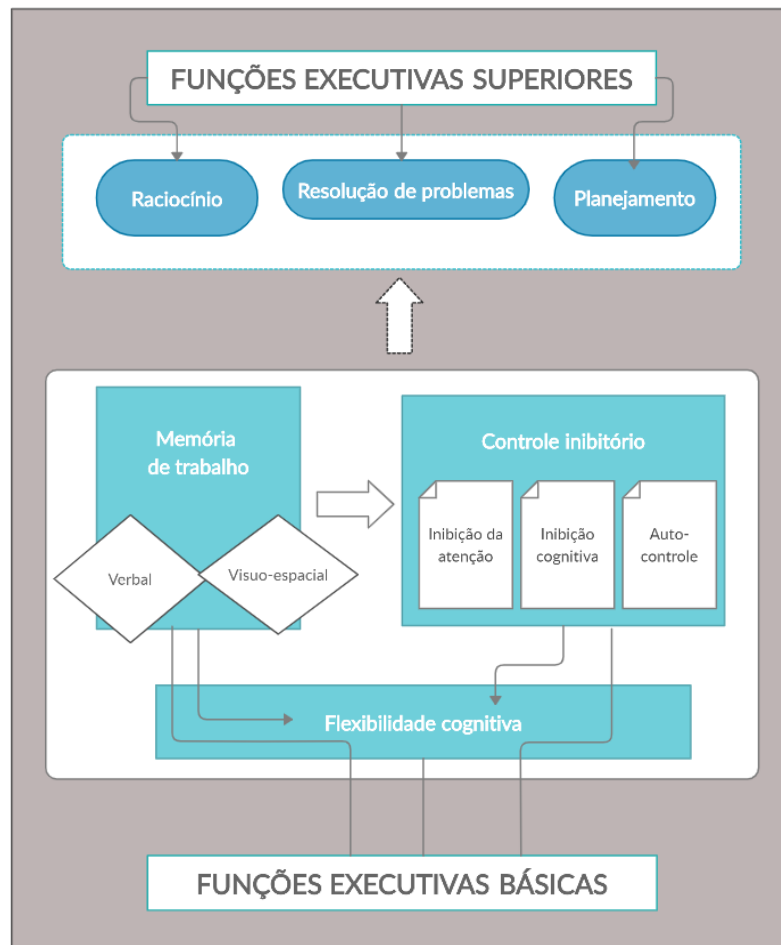 FUNÇÕES EXECUTIVAS SUPERIORES
Raciocínio
Resolução de problemas
Planejamento
Memória
de trabalho
Verbal
Visuo-espacial
Controle inibitório
Inibição da
atenção
Inibição
cognitiva
Auto-
controle
Flexibilidade cognitiva
FUNÇÕES EXECUTIVAS BÁSICAS